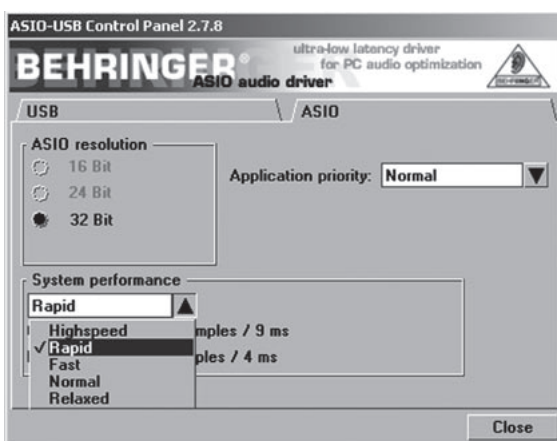 ASIO-USB Control Panel 2.7.8
BEHRINGER
ultra-low latency driver
for PC audio optimization
ASIO audio driver
USB
ASIO
ASIO resolution
16 Bit
24 Bit
32 Bit
Application priority: Normal
System performance
Rapid
Highspeed
/ 9 ms
✓Rapid
/ 4 ms
Fast
Normal
Relaxed
Close